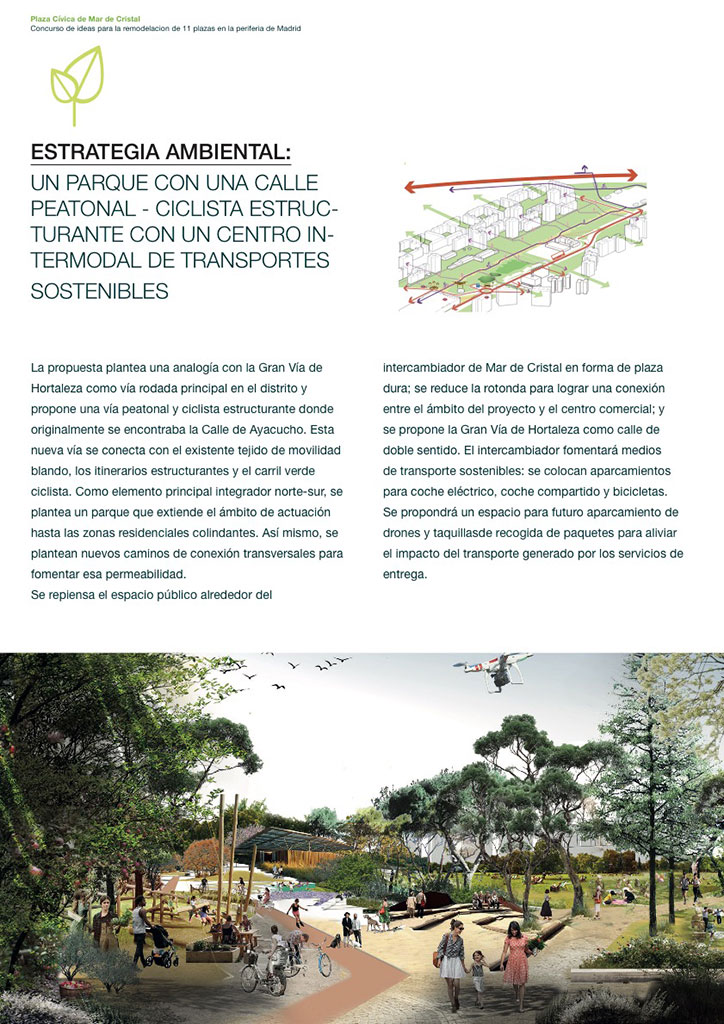 Plaza Cívica de Mar de Cristal
Concurso de ideas para la remodelacion de 11 plazas en la periferia de Madrid
ESTRATEGIA AMBIENTAL:
UN PARQUE CON UNA CALLE
PEATONAL - CICLISTA ESTRUC-
TURANTE CON UN CENTRO IN-
TERMODAL DE TRANSPORTES
SOSTENIBLES
La propuesta plantea una analogía con la Gran Vía de
Hortaleza como vía rodada principal en el distrito y
propone una vía peatonal y ciclista estructurante donde
originalmente se encontraba la Calle de Ayacucho. Esta
nueva vía se conecta con el existente tejido de movilidad
blando, los itinerarios estructurantes y el carril verde
ciclista. Como elemento principal integrador norte-sur, se
plantea un parque que extiende el ámbito de actuación
hasta las zonas residenciales colindantes. Así mismo, se
plantean nuevos caminos de conexión transversales para
fomentar esa permeabilidad.
Se repiensa el espacio público alrededor del
intercambiador de Mar de Cristal en forma de plaza
dura; se reduce la rotonda para lograr una conexión
entre el ámbito del proyecto y el centro comercial; y
se propone la Gran Vía de Hortaleza como calle de
doble sentido. El intercambiador fomentará medios
de transporte sostenibles: se colocan aparcamientos
para coche eléctrico, coche compartido y bicicletas.
Se propondrá un espacio para futuro aparcamiento de
drones y taquillasde recogida de paquetes para aliviar
el impacto del transporte generado por los servicios de
entrega.